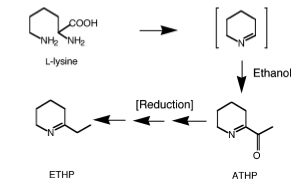 COOH
NH2 NH2
L-lysine
N
Ethanol
[Reduction]
N
N
O
ETHP
ATHP